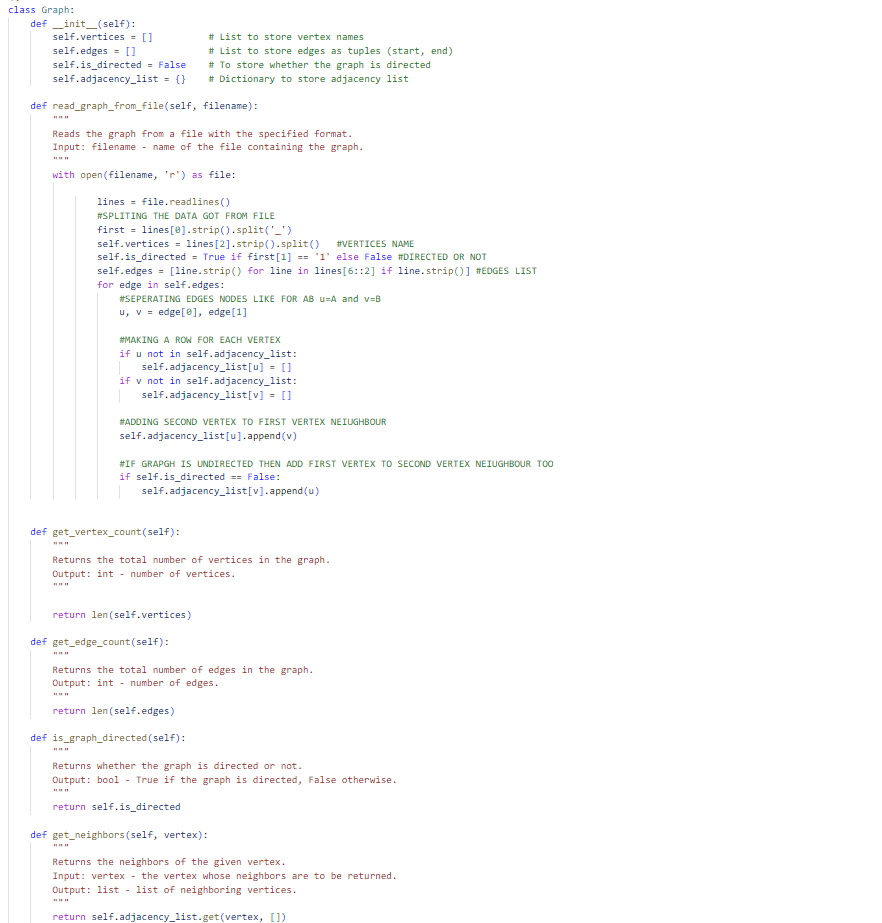 class Graph:
    def __init__(self):
        self.vertices = []          # List to store vertex names
        self.edges = []             # List to store edges as tuples (start, end)
        self.is_directed = False    # To store whether the graph is directed
        self.adjacency_list = {}    # Dictionary to store adjacency list
    def read_graph_from_file(self, filename):
        """
        Reads the graph from a file with the specified format.
        Input: filename - name of the file containing the graph.
        """
        with open(filename, 'r') as file:
                lines = file.readlines()
                #SPLITING THE DATA GOT FROM FILE
                first = lines[0].strip().split('_')
                self.vertices = lines[2].strip().split()   #VERTICES NAME
                self.is_directed = True if first[1] == '1' else False #DIRECTED OR NOT
                self.edges = [line.strip() for line in lines[6::2] if line.strip()] #EDGES LIST
                for edge in self.edges:
                    #SEPERATING EDGES NODES LIKE FOR AB u=A and v=B
                    u, v = edge[0], edge[1]
                    #MAKING A ROW FOR EACH VERTEX
                    if u not in self.adjacency_list:
                        self.adjacency_list[u] = []
                    if v not in self.adjacency_list:
                        self.adjacency_list[v] = []
                    #ADDING SECOND VERTEX TO FIRST VERTEX NEIUGHBOUR
                    self.adjacency_list[u].append(v)
                    #IF GRAPGH IS UNDIRECTED THEN ADD FIRST VERTEX TO SECOND VERTEX NEIUGHBOUR TOO
                    if self.is_directed == False:
                        self.adjacency_list[v].append(u)
    def get_vertex_count(self):
        """
        Returns the total number of vertices in the graph.
        Output: int - number of vertices.
        """
        return len(self.vertices)
    def get_edge_count(self):
        """
        Returns the total number of edges in the graph.
        Output: int - number of edges.
        """
        return len(self.edges)
    def is_graph_directed(self):
        """
        Returns whether the graph is directed or not.
        Output: bool - True if the graph is directed, False otherwise.
        """
        return self.is_directed
    def get_neighbors(self, vertex):
        """
        Returns the neighbors of the given vertex.
        Input: vertex - the vertex whose neighbors are to be returned.
        Output: list - list of neighboring vertices.
        """
        return self.adjacency_list.get(vertex, [])